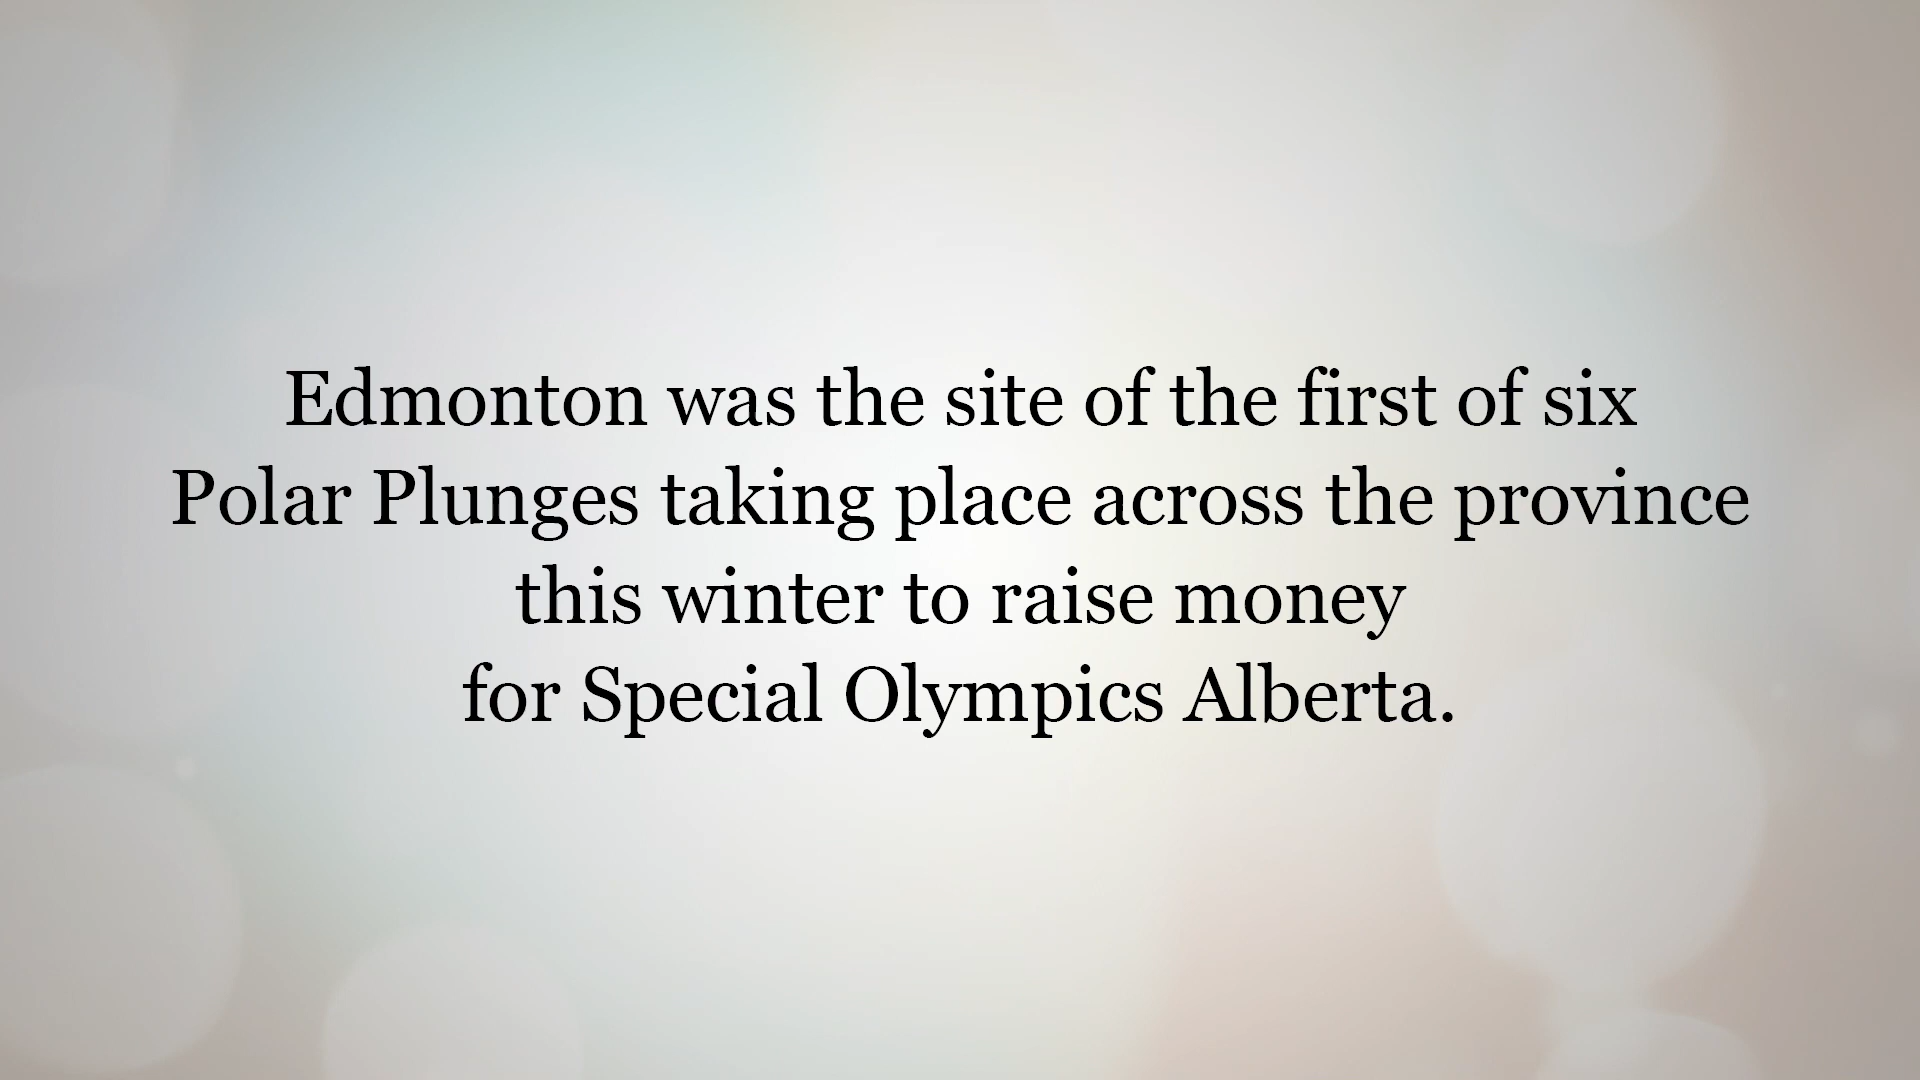 Edmonton was the site of the first of six
Polar Plunges taking place across the province
this winter to raise money
for Special Olympics Alberta.